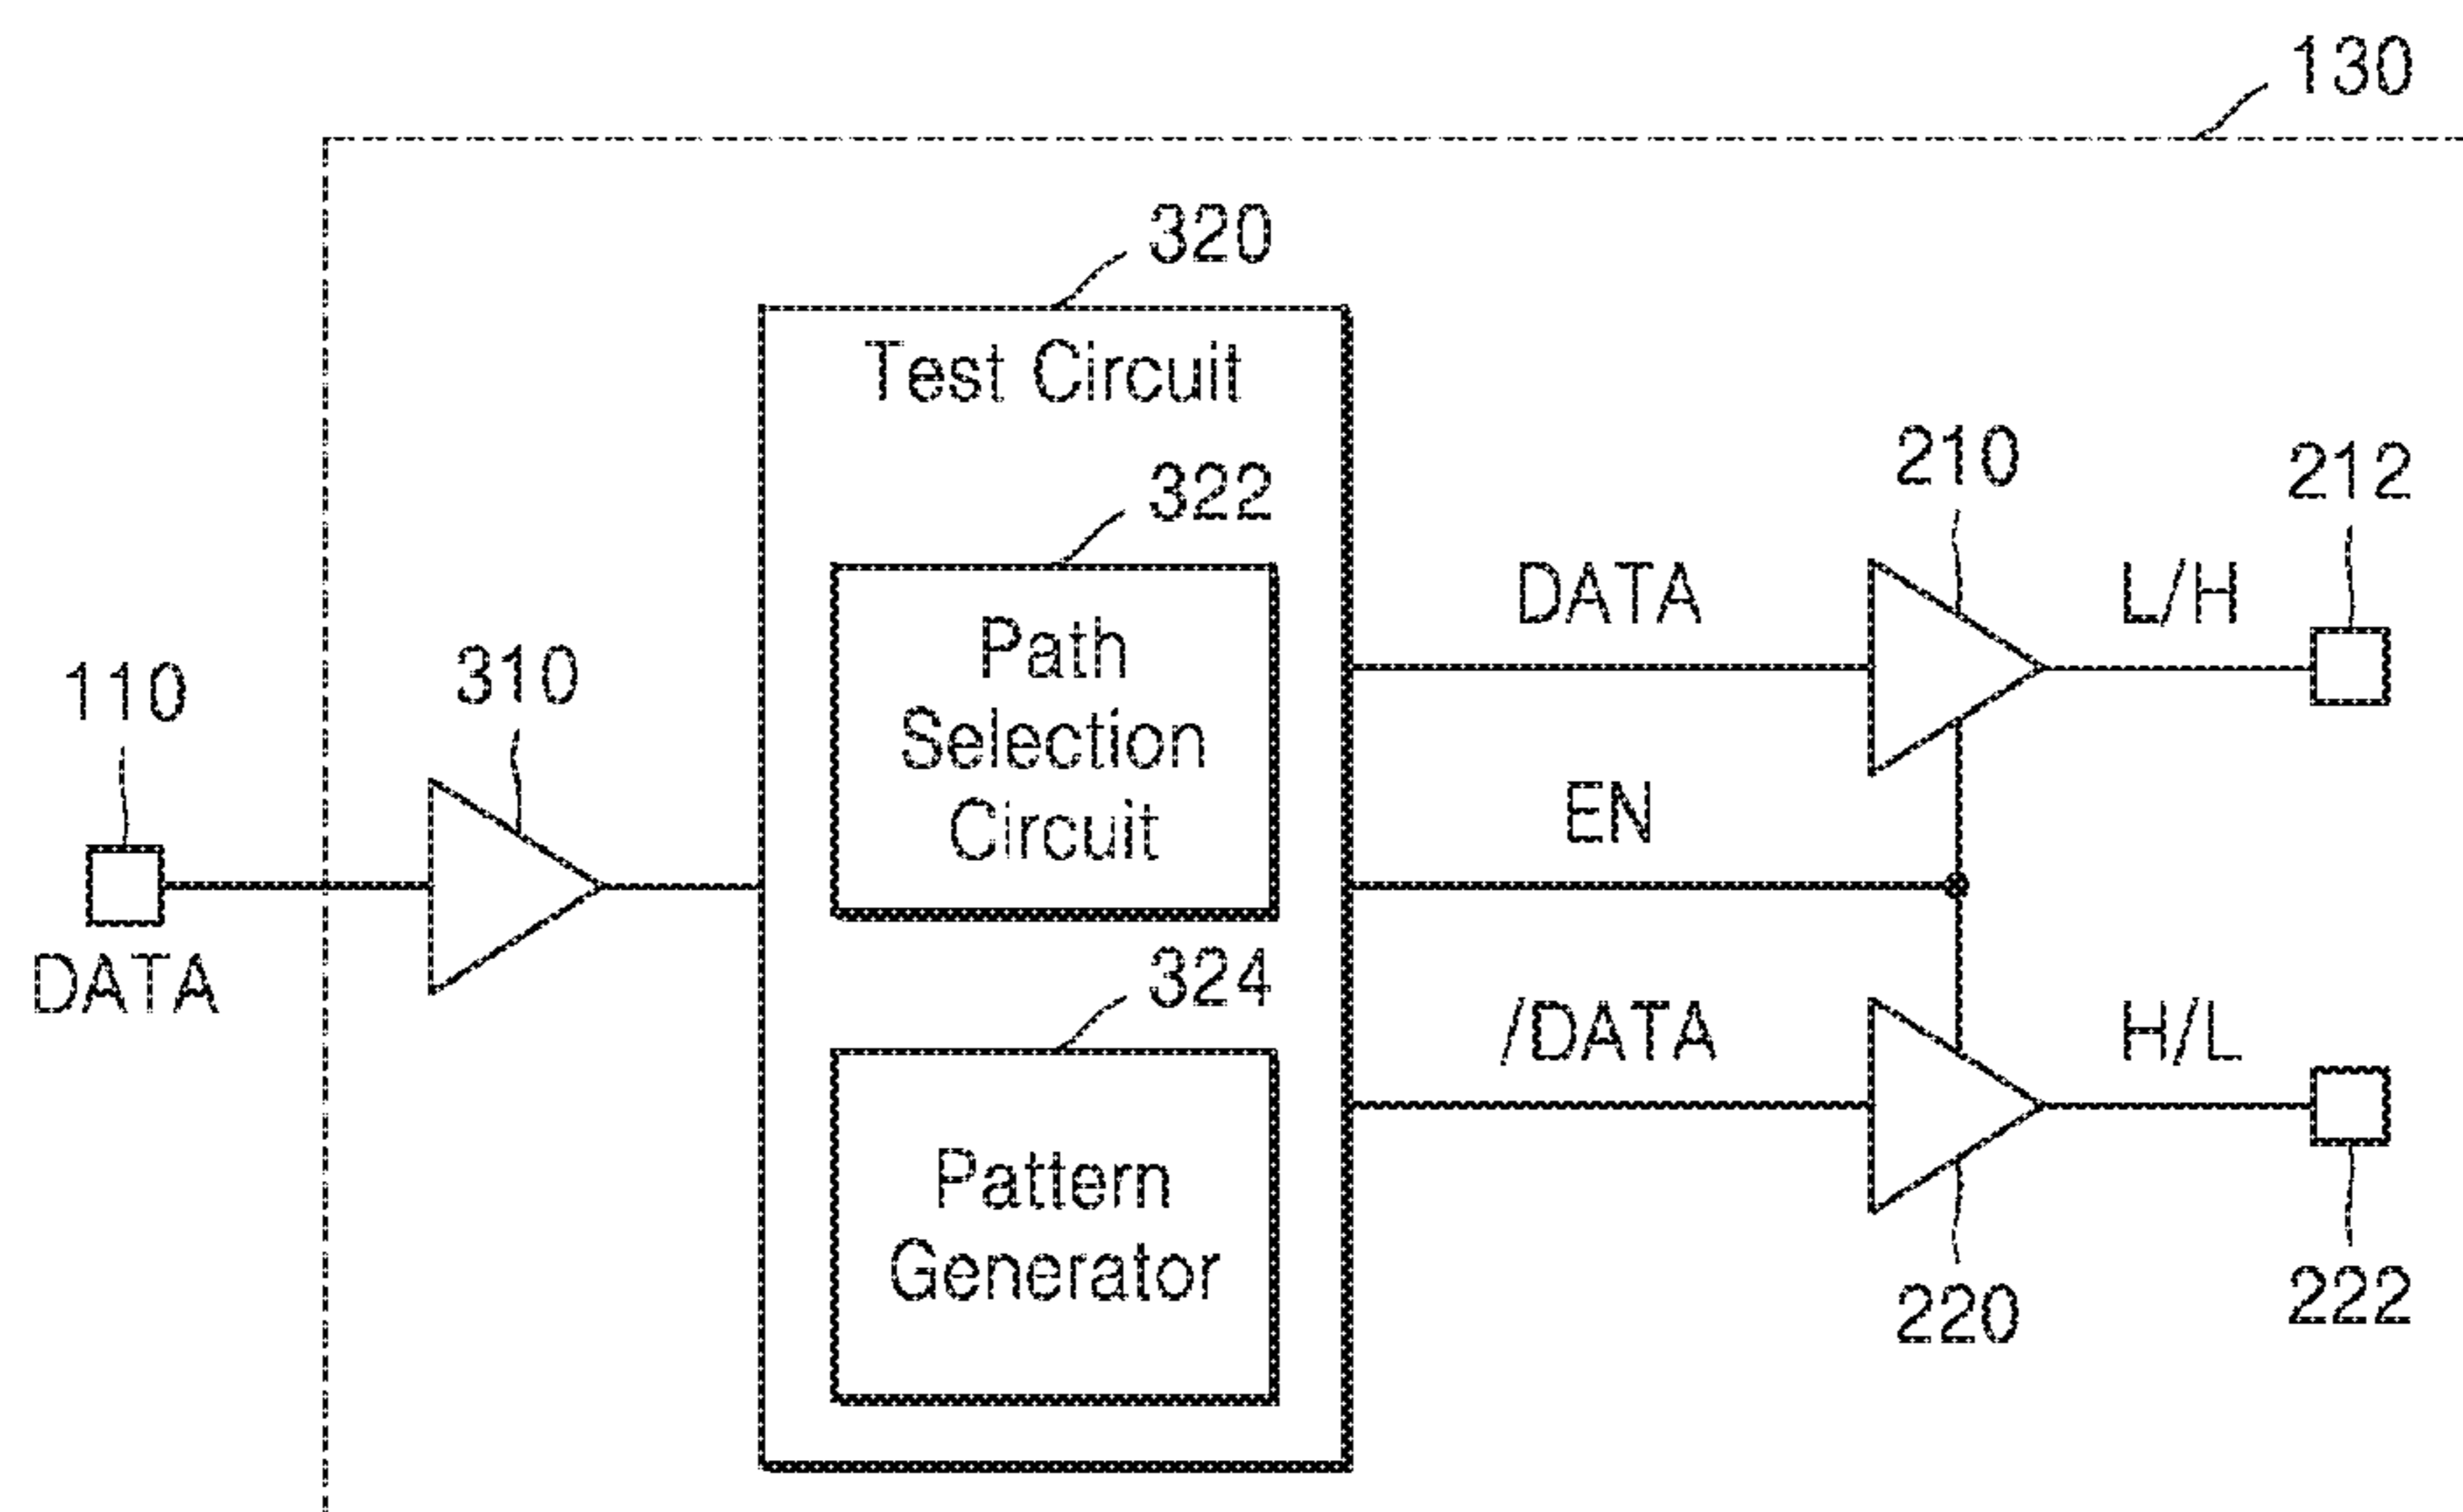 130
320
Test Circuit
322
210
212
Path
Selection
Circuit
DATA
L/H
110
310
EN
DATA
324
/DATA
H/L
Pattern
Generator
220
222